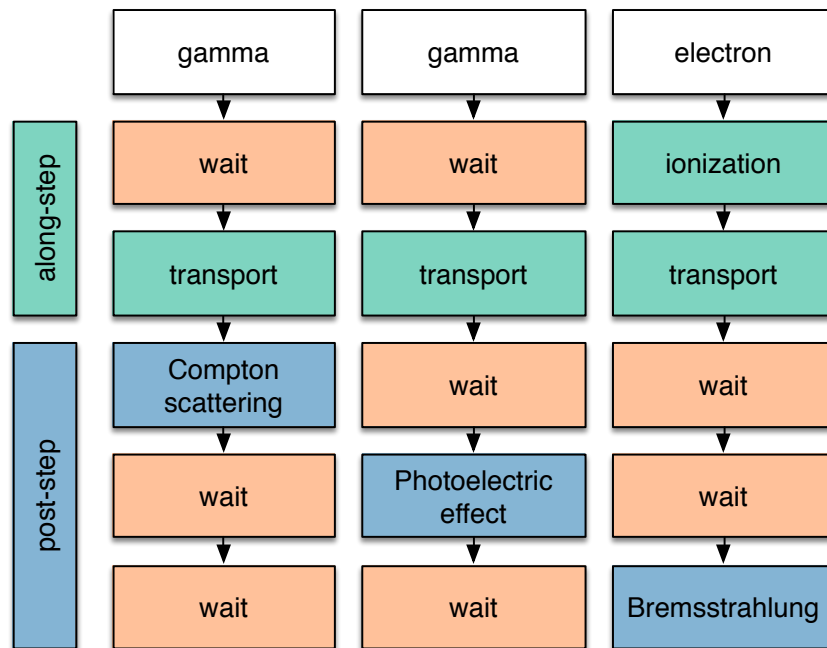 gamma
gamma
electron
along-step
wait
wait
ionization
transport
transport
transport
post-step
Compton
scattering
wait
wait
wait
Photoelectric
effect
wait
wait
wait
Bremsstrahlung